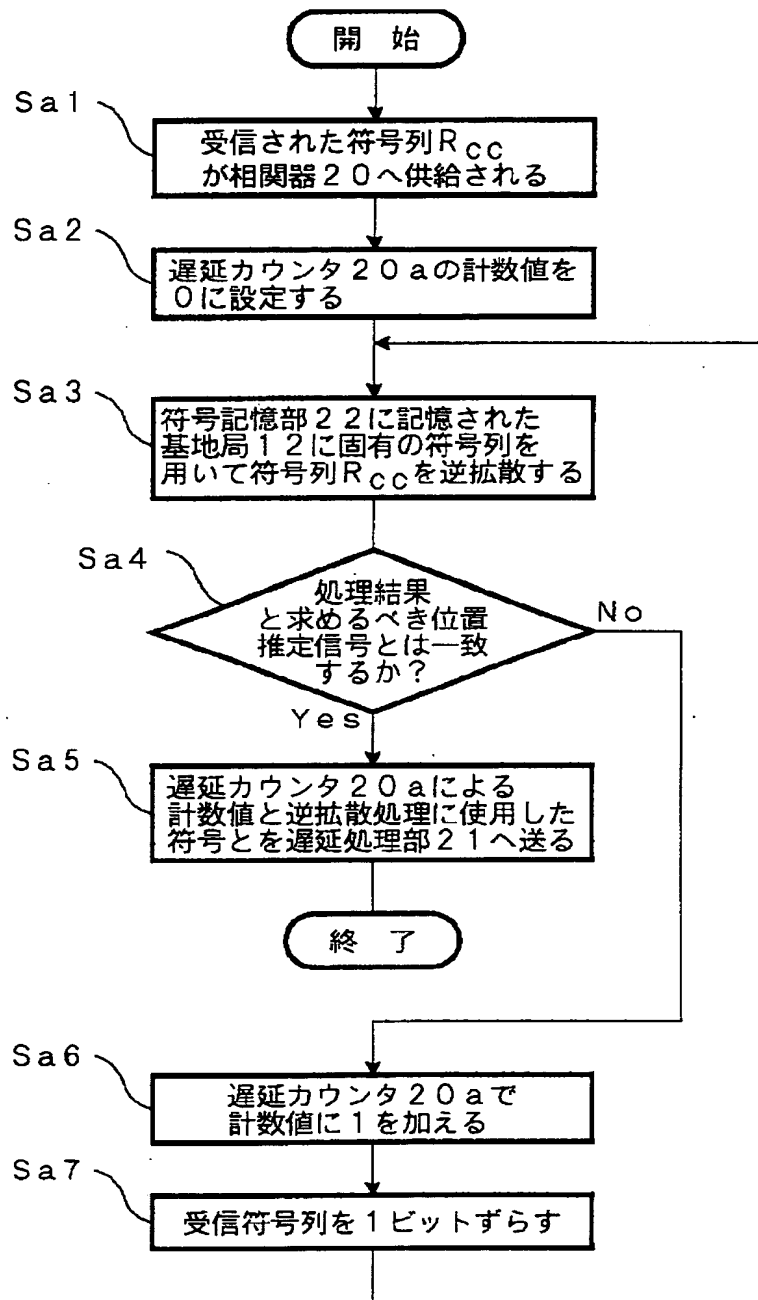 開 始
Sa1
受信された符号列RCC
が相関器20へ供給される
Sa2
遅延カウンタ20aの計数値を
0に設定する
Sa3
符号記憶部22に記憶された
基地局12に固有の符号列を
用いて符号列RCCを逆拡散する
Sa4
処理結果
と求めるべき位置
推定信号とは一致
するか?
No
Yes
Sa5
遅延カウンタ20aによる
計数値と逆拡散処理に使用した
符号とを遅延処理部21へ送る
終 了
Sa6
遅延カウンタ20aで
計数値に1を加える
Sa7
受信符号列を1ビットずらす